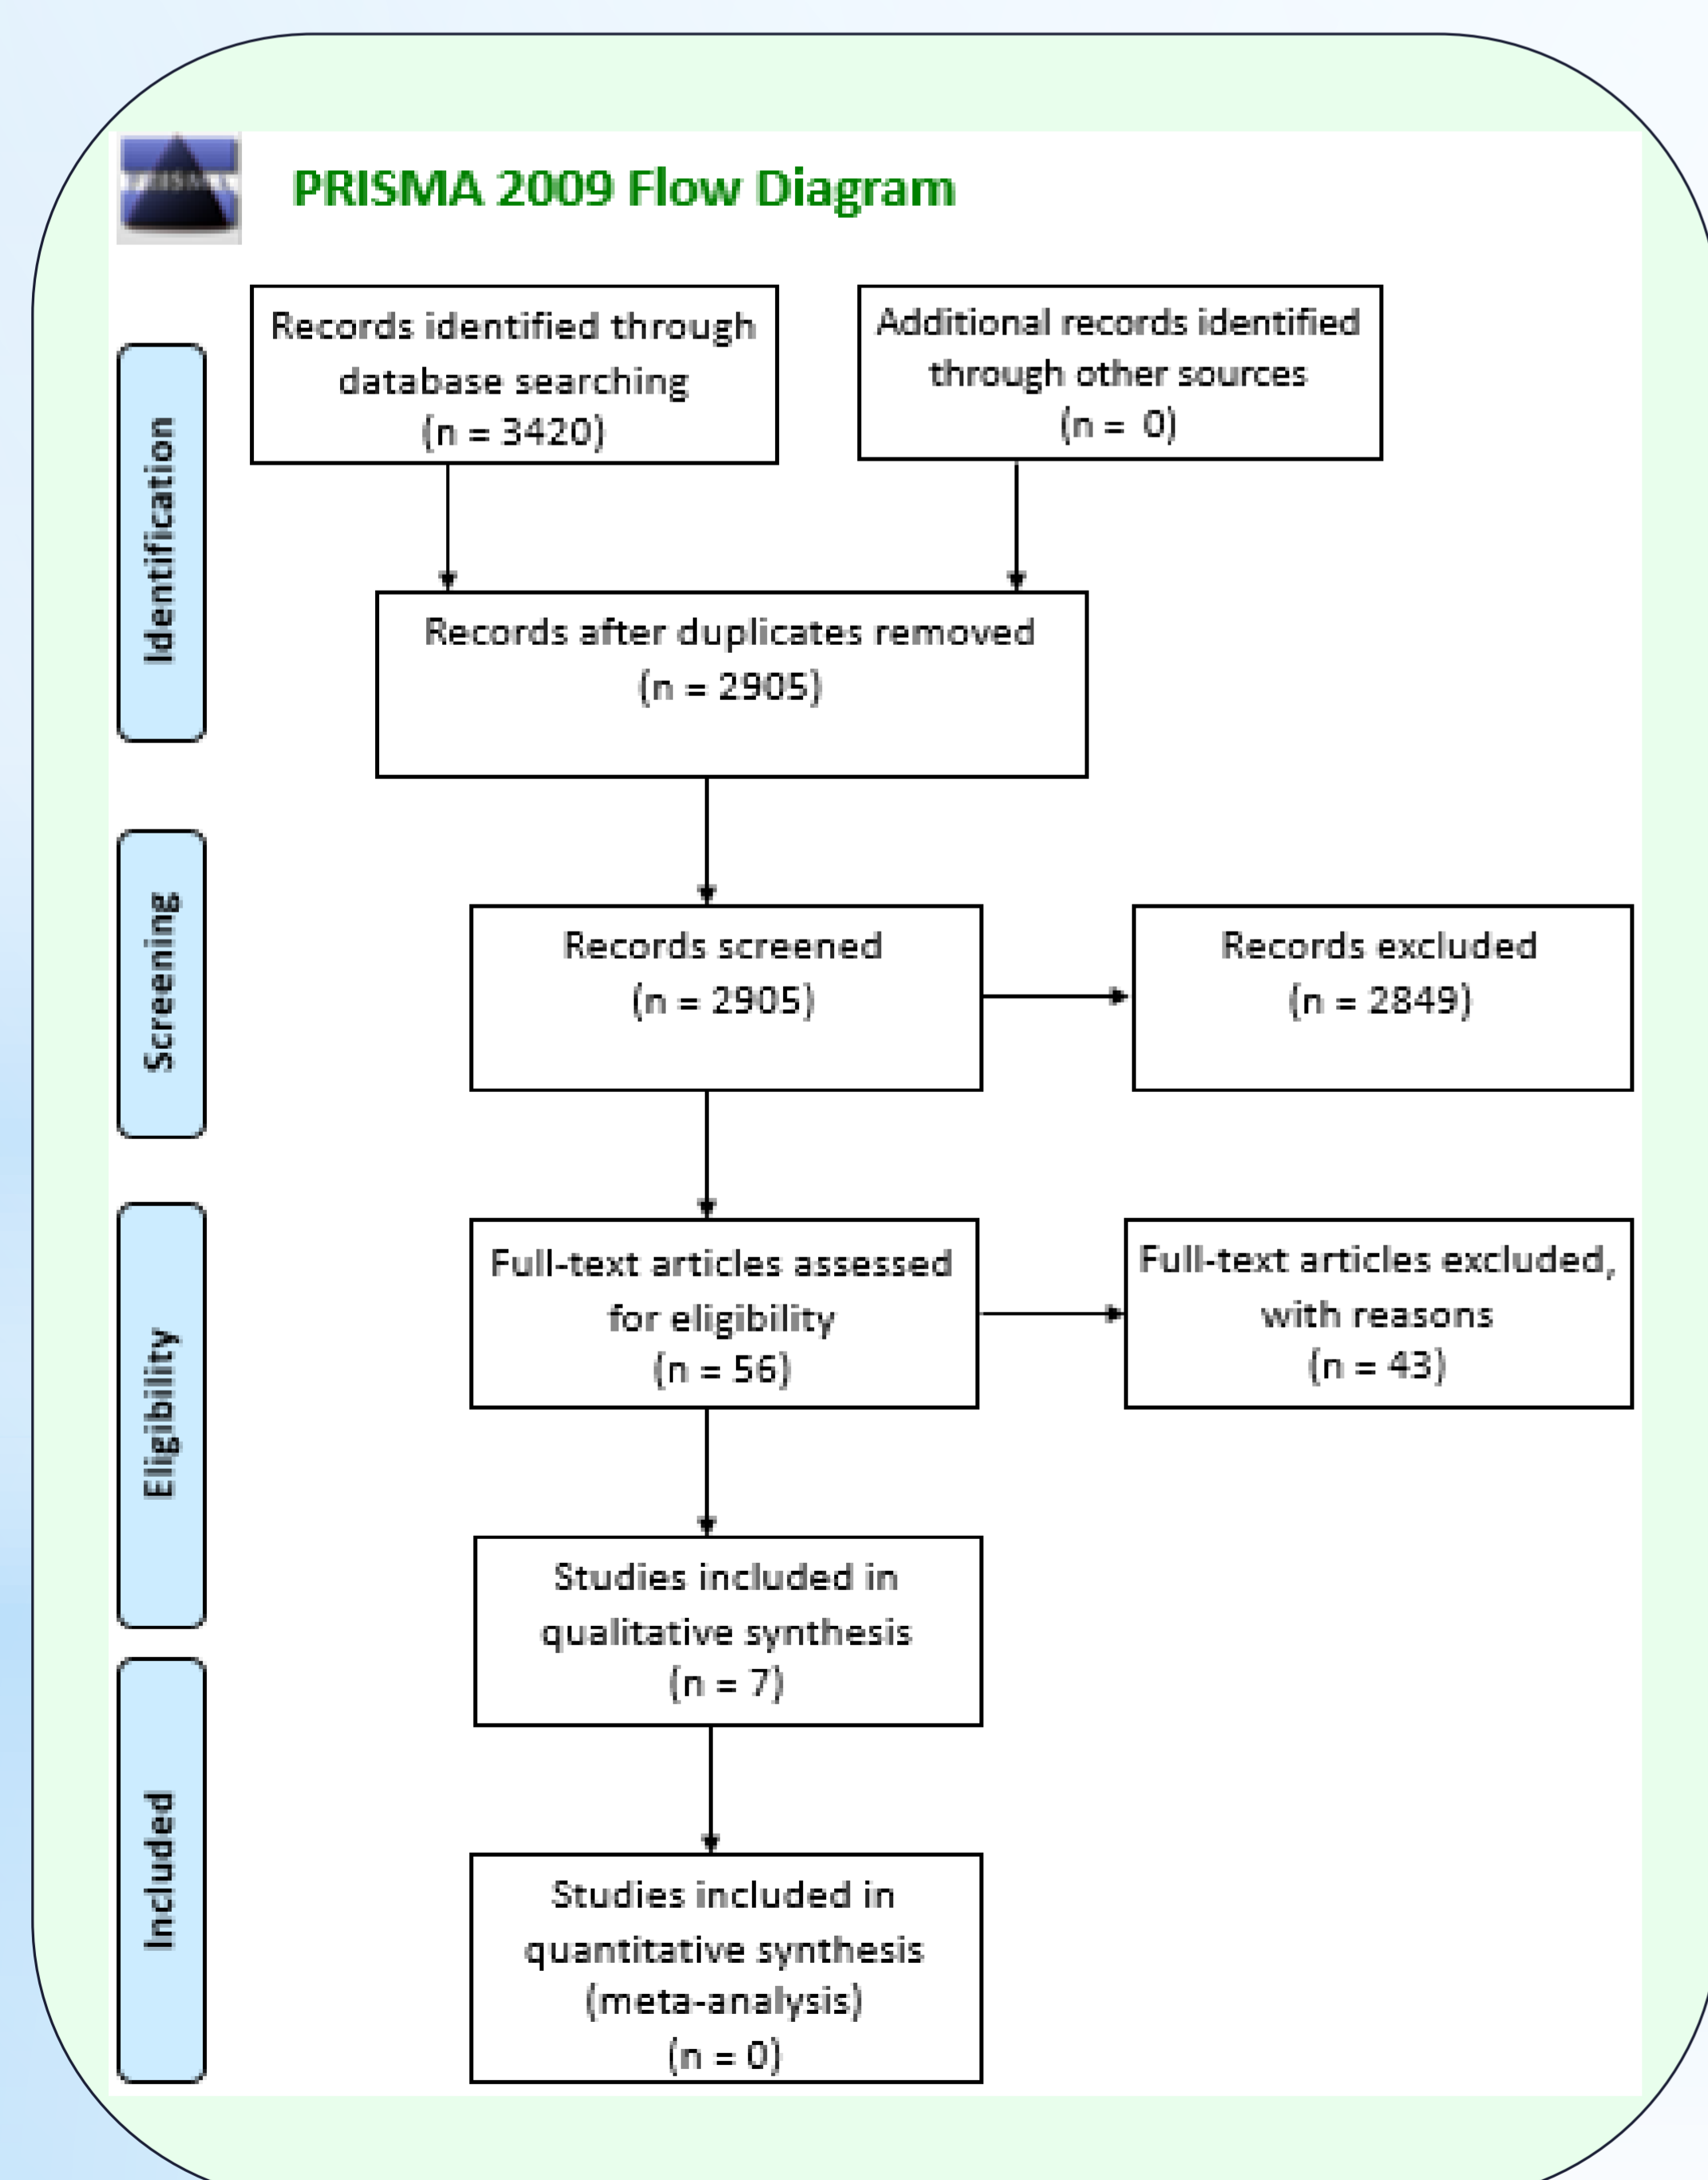 PRISMA 2009 Flow Diagram
Records identified through
database searching
(n = 3420)
Additional records identified
through other sources
(n = 0)
Identification
Records after duplicates removed
(n = 2905)
Screening
Records screened
(n = 2905)
Records excluded
(n = 2849)
Eligibility
Full-text articles assessed
for eligibility
(n = 56)
Full-text articles excluded,
with reasons
(n = 43)
Studies included in
qualitative synthesis
(n = 7)
Included
Studies included in
quantitative synthesis
(meta-analysis)
(n = 0)